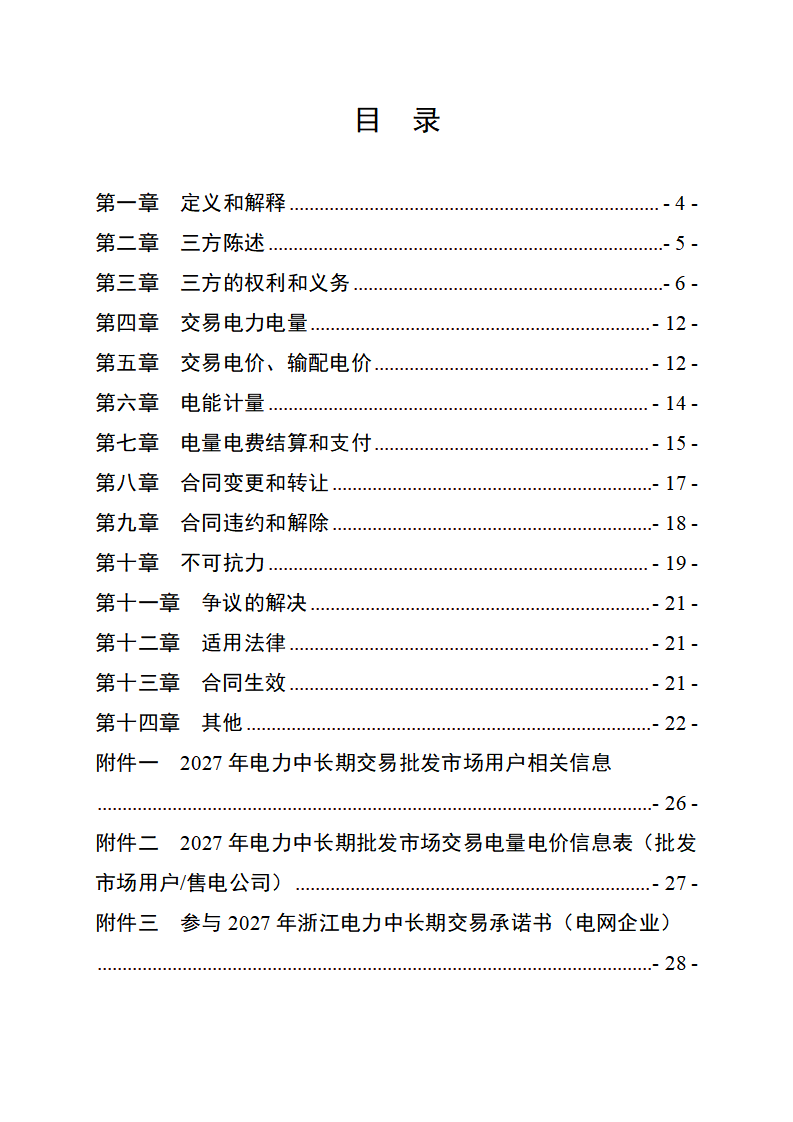 目 录
第一章 定义和解释........................................................................ - 4 -
第二章 三方陈述............................................................................- 5 -
第三章 三方的权利和义务............................................................- 6 -
第四章 交易电力电量.................................................................. - 12 -
第五章 交易电价、输配电价...................................................... - 12 -
第六章 电能计量.......................................................................... - 14 -
第七章 电量电费结算和支付...................................................... - 15 -
第八章 合同变更和转让..............................................................- 17 -
第九章 合同违约和解除..............................................................- 18 -
第十章 不可抗力.......................................................................... - 19 -
第十一章 争议的解决.................................................................. - 21 -
第十二章 适用法律...................................................................... - 21 -
第十三章 合同生效...................................................................... - 21 -
第十四章 其他..............................................................................- 22 -
附件一 2027 年电力中长期交易批发市场用户相关信息
............................................................................................................- 26 -
附件二 2027 年电力中长期批发市场交易电量电价信息表（批发
市场用户/售电公司）.....................................................................- 27 -
附件三 参与 2027 年浙江电力中长期交易承诺书（电网企业）
............................................................................................................- 28 -